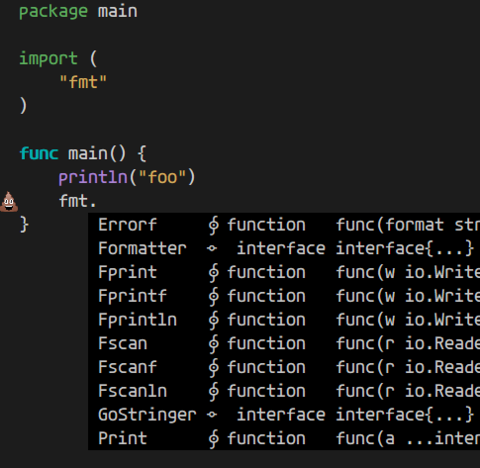 package main
import (
"fmt"
)
func main() {
println("foo")
fmt.
}
Errorf ∮ function func(format str
Formatter ⟜ interface interface{...}
Fprint ∮ function func(w io.Write
Fprintf ∮ function func(w io.Write
Fprintln ∮ function func(w io.Write
Fscan ∮ function func(r io.Reade
Fscanf ∮ function func(r io.Reade
Fscanln ∮ function func(r io.Reade
GoStringer ⟜ interface interface{...}
Print ∮ function func(a ...inter